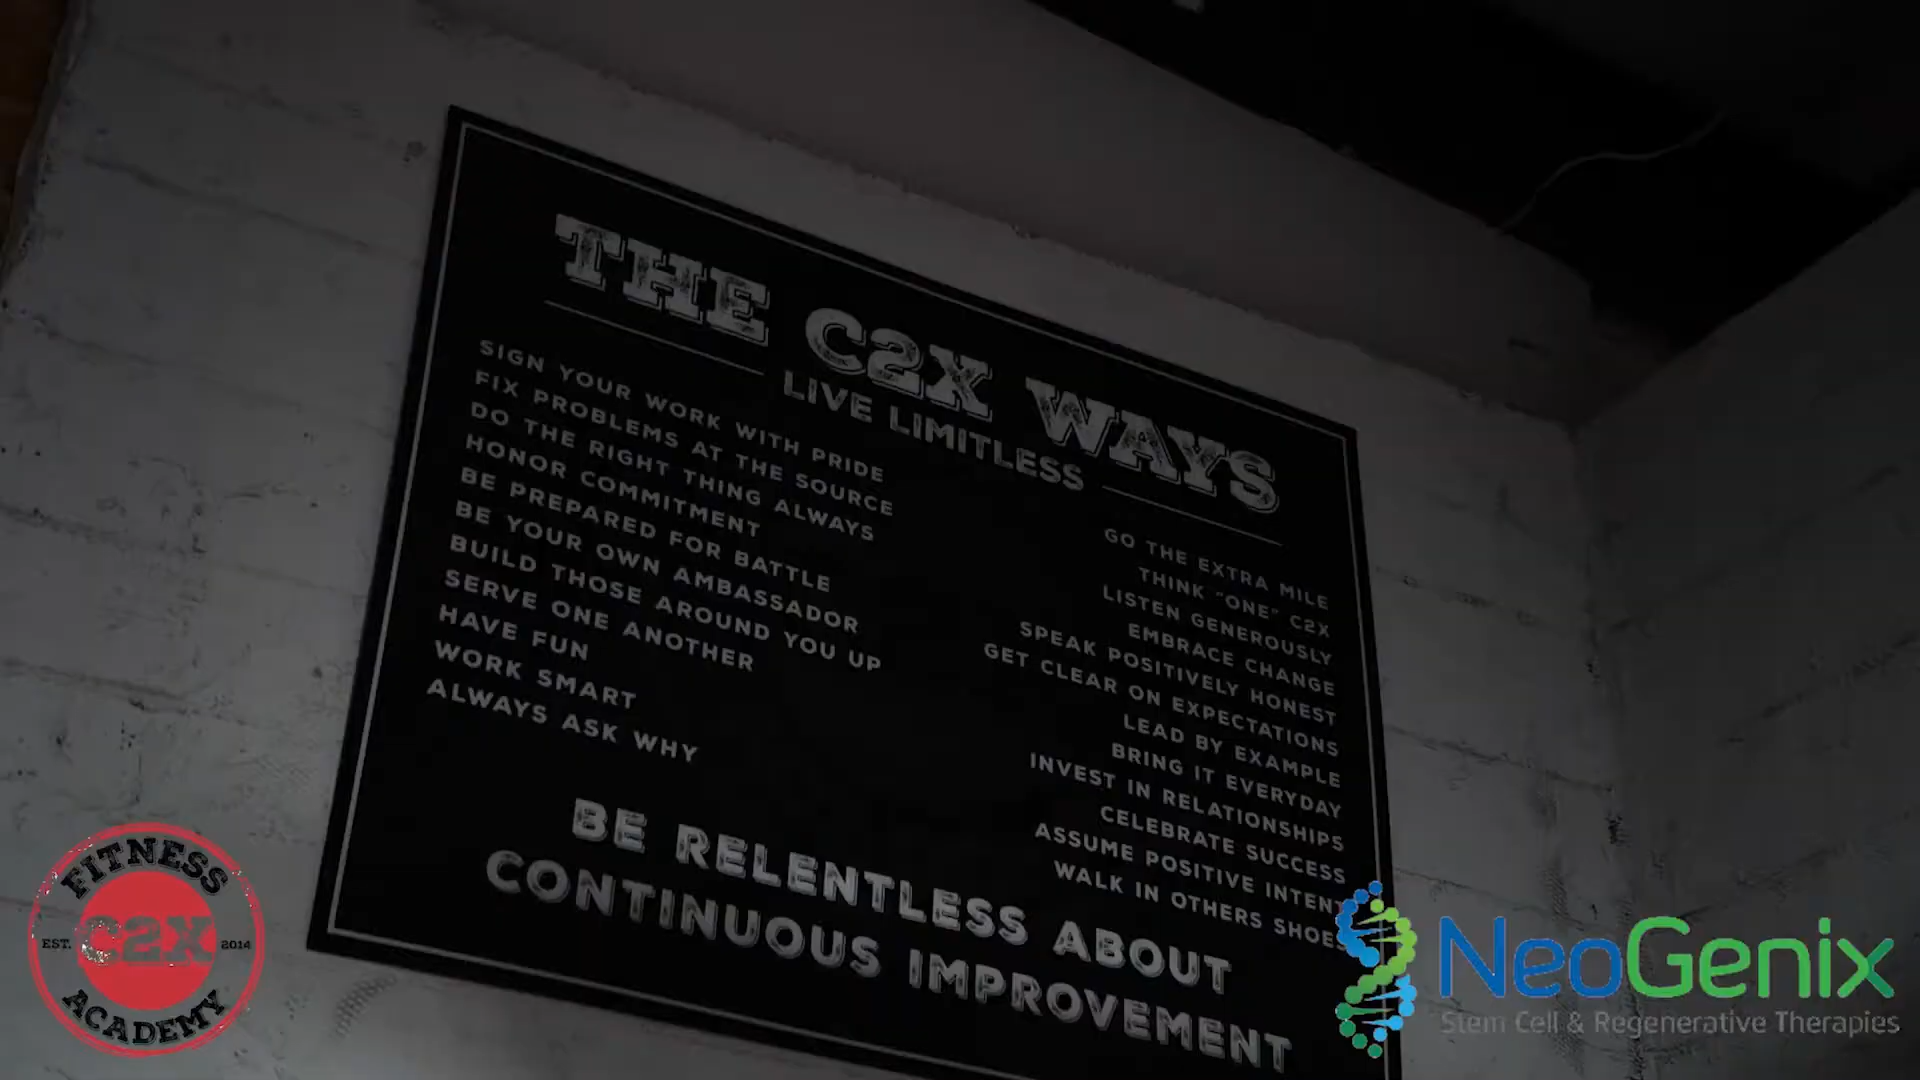 THE C2X WAYS
LIVE LIMITLESS
SIGN YOUR WORK WITH PRIDE
FIX PROBLEMS AT THE SOURCE
DO THE RIGHT THING ALWAYS
HONOR COMMITMENT
BE PREPARED FOR BATTLE
BE YOUR OWN AMBASSADOR
BUILD THOSE AROUND YOU UP
SERVE ONE ANOTHER
HAVE FUN
WORK SMART
ALWAYS ASK WHY
GO THE EXTRA MILE
THINK "ONE" C2X
LISTEN GENEROUSLY
EMBRACE CHANGE
SPEAK POSITIVELY HONEST
GET CLEAR ON EXPECTATIONS
LEAD BY EXAMPLE
BRING IT EVERYDAY
INVEST IN RELATIONSHIPS
CELEBRATE SUCCESS
ASSUME POSITIVE INTENT
WALK IN OTHERS SHOES
BE RELENTLESS ABOUT
CONTINUOUS IMPROVEMENT
FITNESS
EST. C2X 2014
ACADEMY
NeoGenix
Stem Cell & Regenerative Therapies